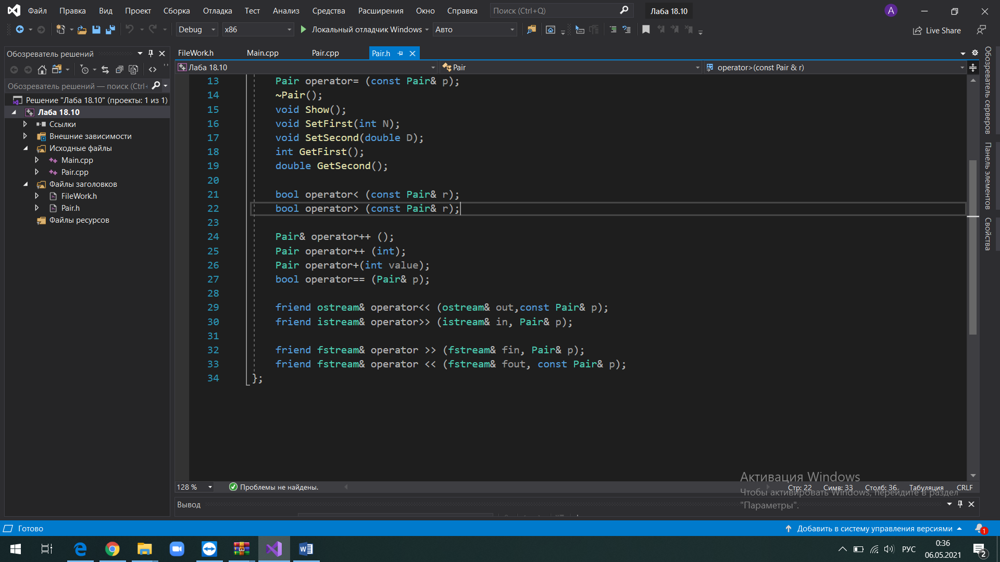 Файл Правка Вид Проект Сборка Отладка Тест Анализ Средства Расширения Окно Справка Поиск (Ctrl+Q) Лаба 18.10 A
Debug x86 Локальный отладчик Windows Авто Live Share
Обозреватель решений
Обозреватель решений — поиск (Ctrl+
Решение "Лаба 18.10" (проекты: 1 из 1)
Лаба 18.10
Ссылки
Внешние зависимости
Исходные файлы
Main.cpp
Pair.cpp
Файлы заголовков
FileWork.h
Pair.h
Файлы ресурсов
FileWork.h Main.cpp Pair.cpp Pair.h
Лаба 18.10 Pair operator>(const Pair & r)
13 Pair operator= (const Pair& p);
14 ~Pair();
15 void Show();
16 void SetFirst(int N);
17 void SetSecond(double D);
18 int GetFirst();
19 double GetSecond();
20
21 bool operator< (const Pair& r);
22 bool operator> (const Pair& r);
23
24 Pair& operator++ ();
25 Pair operator++ (int);
26 Pair operator+(int value);
27 bool operator== (Pair& p);
28
29 friend ostream& operator<< (ostream& out,const Pair& p);
30 friend istream& operator>> (istream& in, Pair& p);
31
32 friend fstream& operator >> (fstream& fin, Pair& p);
33 friend fstream& operator << (fstream& fout, const Pair& p);
34 };
Обозреватель серверов
Панель элементов
Свойства
128 % Проблемы не найдены. Стр: 22 Симв: 33 Столб: 36 Табуляция CRLF
Активация Windows
Чтобы активировать Windows, перейдите в раздел
"Параметры".
Вывод
Готово Добавить в систему управления версиями 1
РУС 0:36
06.05.2021 2